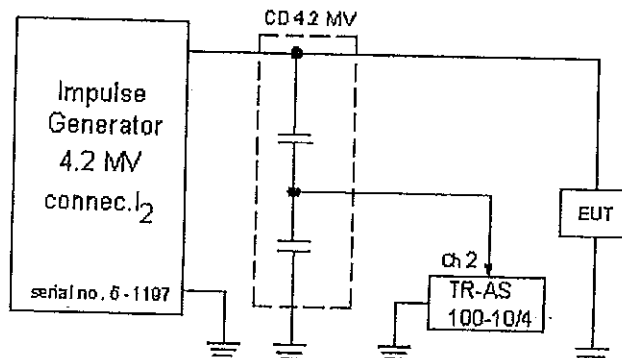 CD 4.2 MV
Impulse
Generator
4.2 MV
connec.I2
serial no. 6-1197
EUT
Ch 2
TR-AS
100-10/4